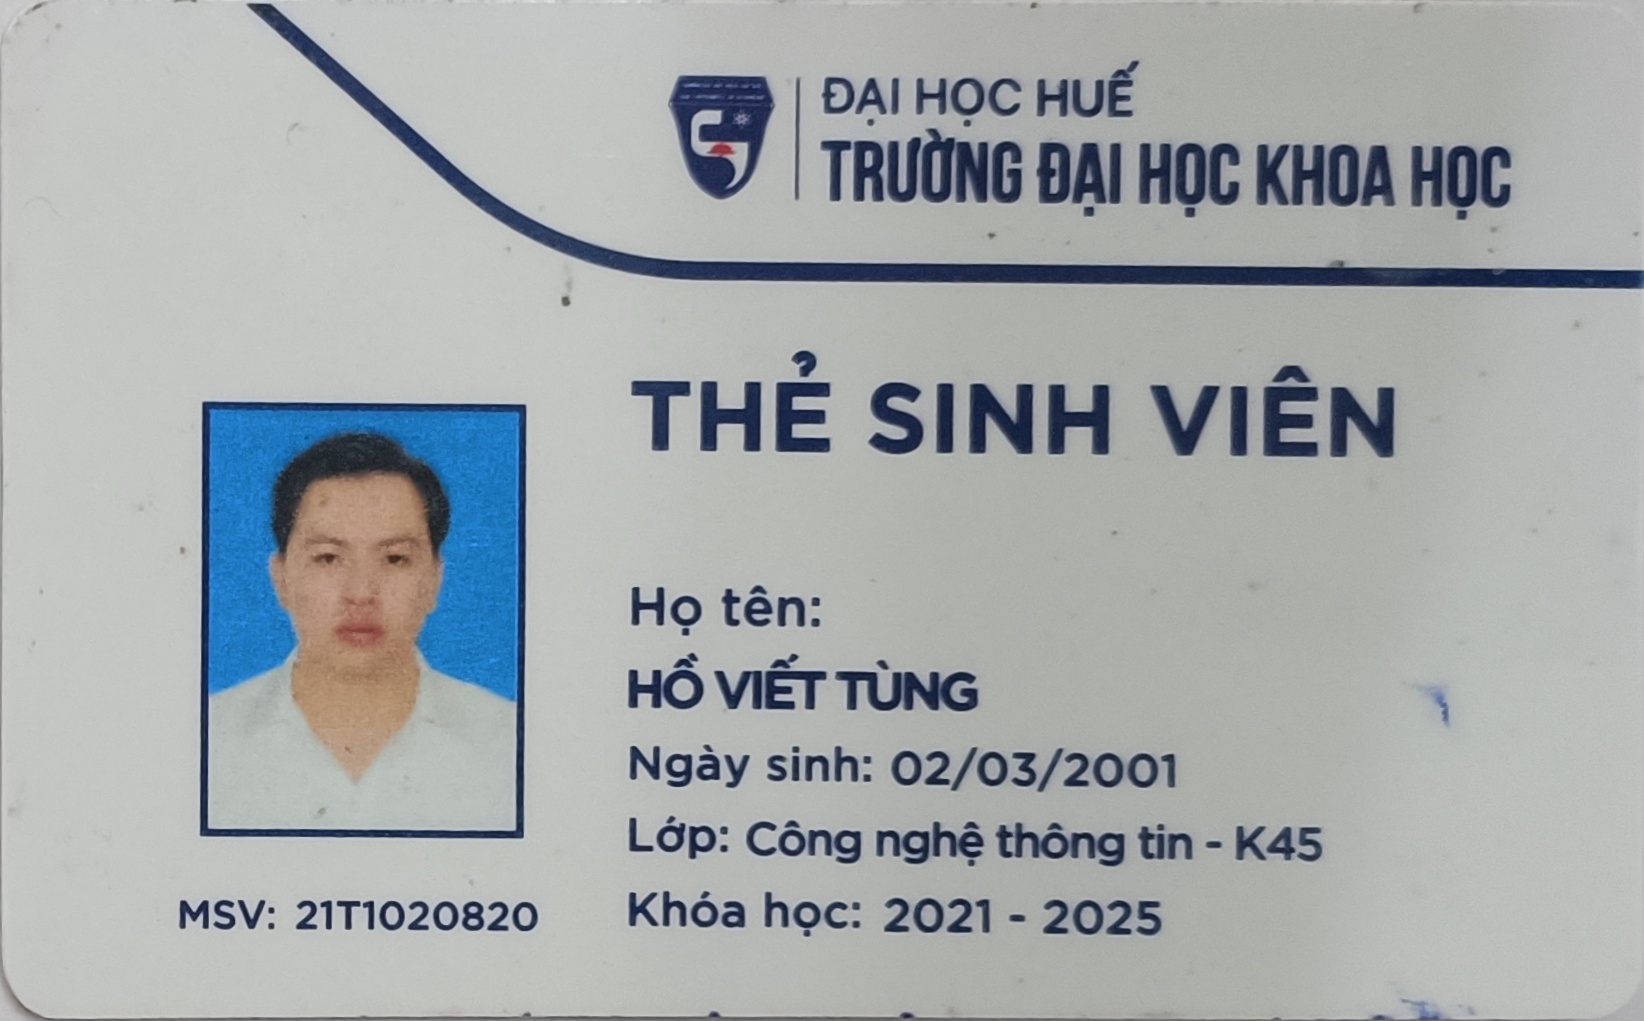 ĐẠI HỌC HUẾ
TRƯỜNG ĐẠI HỌC KHOA HỌC
THẺ SINH VIÊN
Họ tên:
HỒ VIẾT TÙNG
Ngày sinh: 02/03/2001
Lớp: Công nghệ thông tin - K45
MSV: 21T1020820
Khóa học: 2021 - 2025